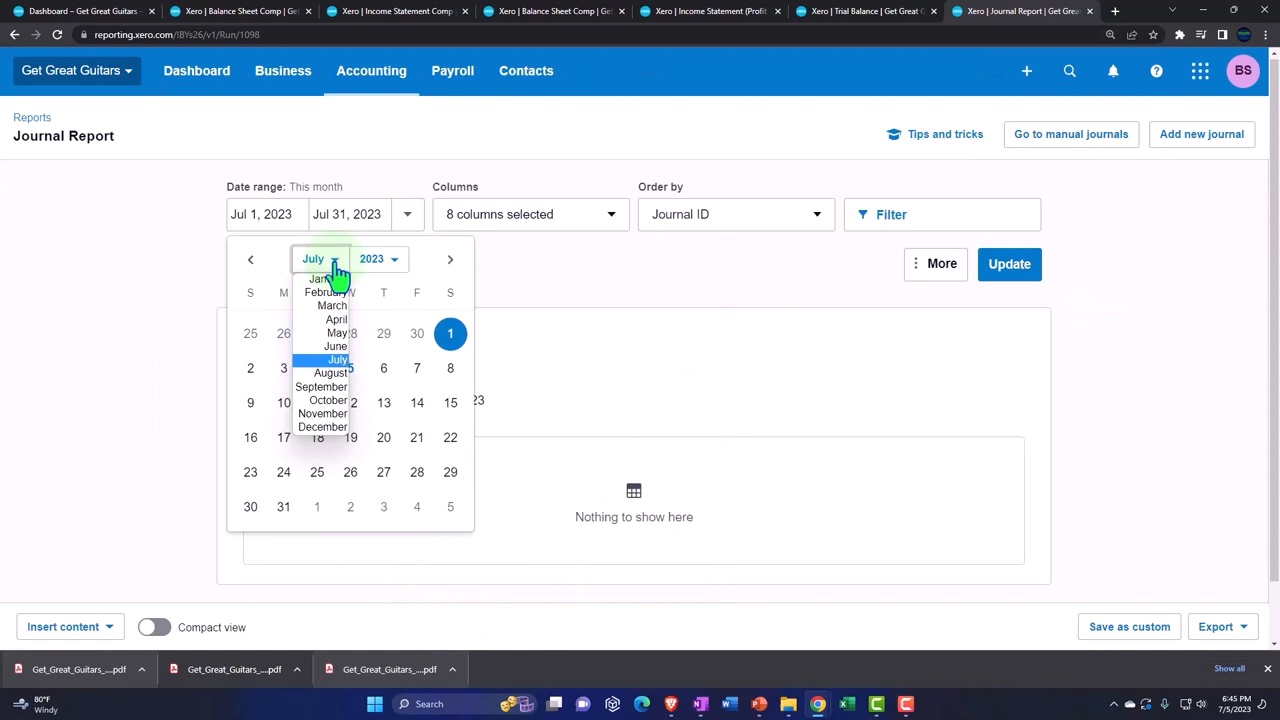 Dashboard – Get Great Guitars
Xero | Balance Sheet Comp | Get
Xero | Income Statement Comp |
Xero | Balance Sheet Comp | Get
Xero | Income Statement (Profit
Xero | Trial Balance | Get Great G
Xero | Journal Report | Get Grea
reporting.xero.com/!BYs26/v1/Run/1098
Get Great Guitars
Dashboard
Business
Accounting
Payroll
Contacts
BS
Reports
Journal Report
Tips and tricks
Go to manual journals
Add new journal
Date range: This month
Columns
Order by
Jul 1, 2023
Jul 31, 2023
8 columns selected
Journal ID
Filter
July
2023
More
Update
S M W T F S
February
March
April
May
June
July
August
September
October
November
December
25 26 28 29 30 1
2 3 5 6 7 8
9 10 12 13 14 15
16 17 18 19 20 21 22
23 24 25 26 27 28 29
30 31 1 2 3 4 5
23
Nothing to show here
Insert content
Compact view
Save as custom
Export
Get_Great_Guitars_....pdf
Get_Great_Guitars_....pdf
Get_Great_Guitars_....pdf
Show all
80°F
Windy
Search
6:45 PM
7/5/2023